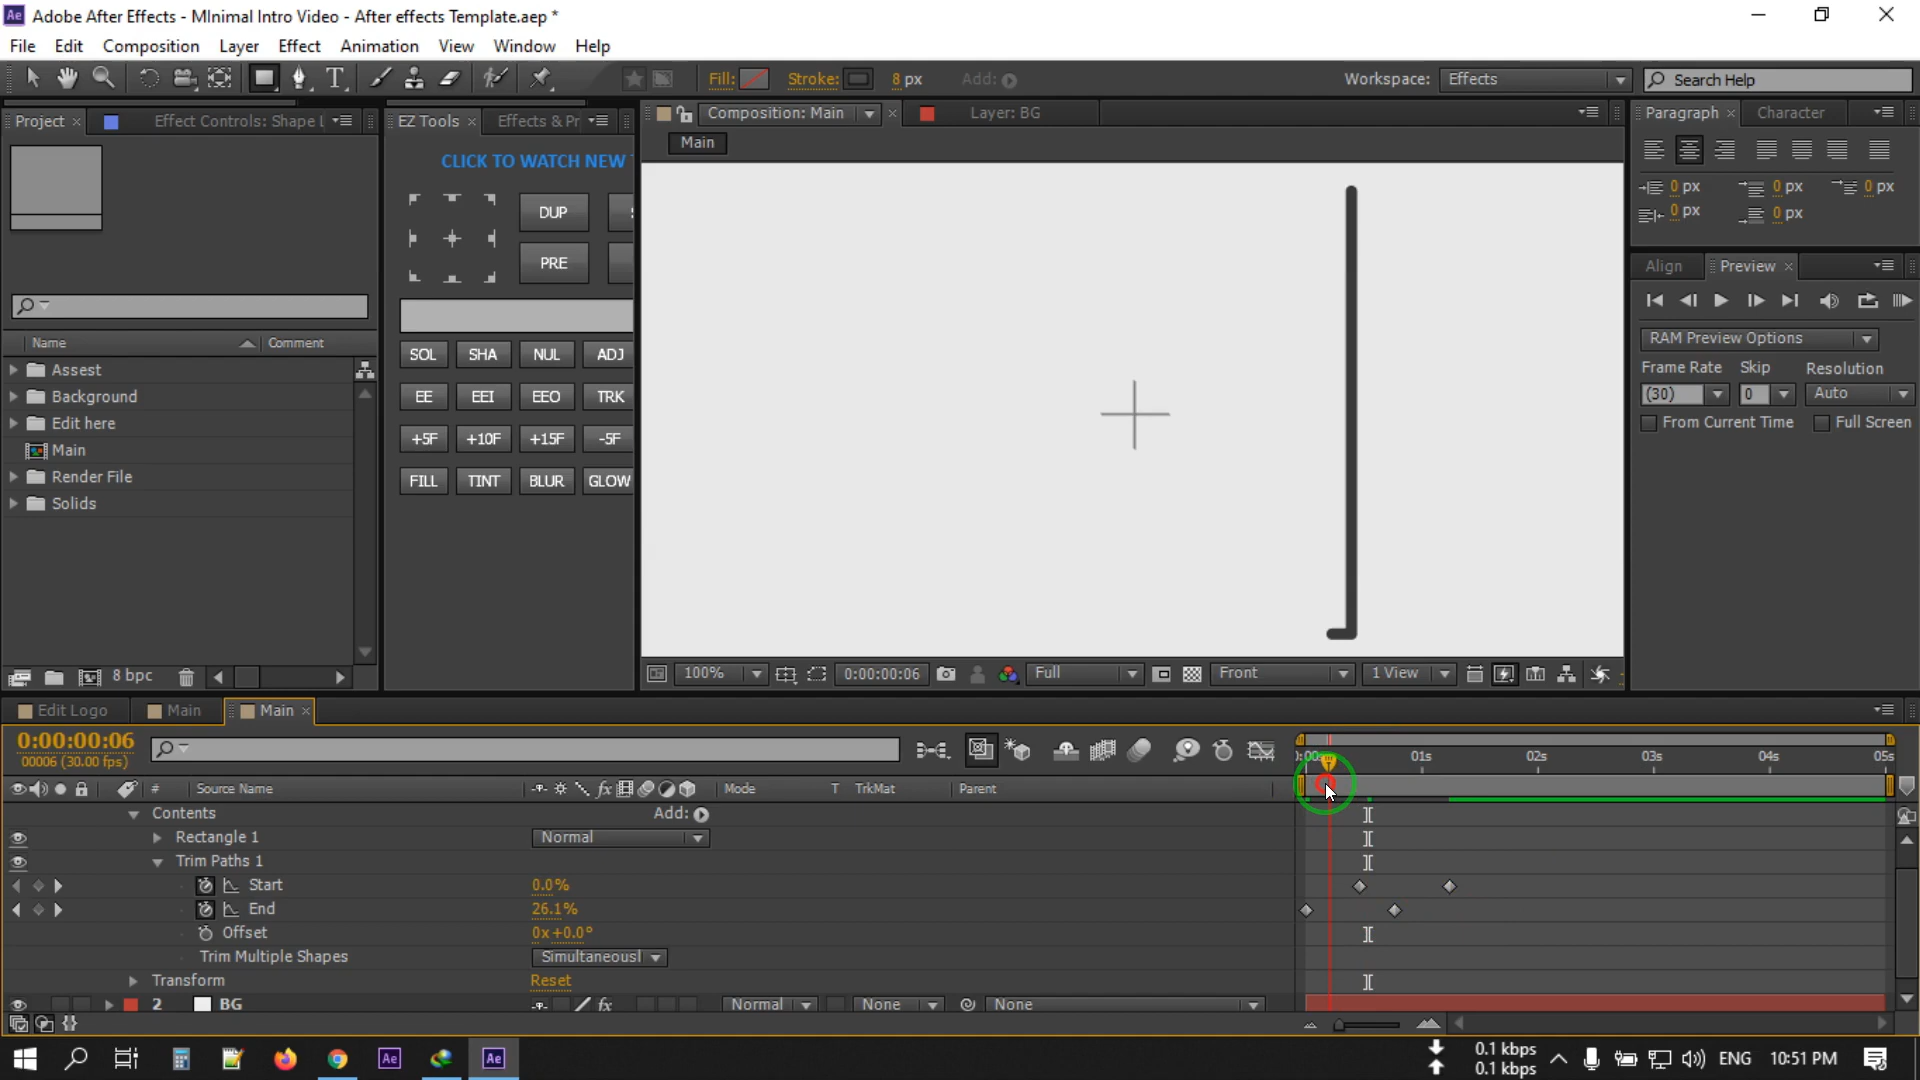 Adobe After Effects - MInimal Intro Video - After effects Template.aep *
File Edit Composition Layer Effect Animation View Window Help
Fill: Stroke: 8 px Add: Workspace: Effects Search Help
Project Effect Controls: Shape L EZ Tools Effects & Pr Composition: Main Layer: BG Paragraph Character
Main
CLICK TO WATCH NEW
0 px 0 px 0 px
0 px 0 px
DUP
PRE
Align Preview
RAM Preview Options
Frame Rate Skip Resolution
(30) 0 Auto
From Current Time Full Screen
Name Comment
Assest
Background
Edit here
Main
Render File
Solids
SOL SHA NUL ADJ
EE EEI EEO TRK
+5F +10F +15F -5F
FILL TINT BLUR GLOW
8 bpc
100% 0:00:00:06 Full Front 1 View
Edit Logo Main Main
0:00:00:06
00006 (30.00 fps)
01s 02s 03s 04s 05s
# Source Name Mode T TrkMat Parent
Contents Add:
Rectangle 1 Normal
Trim Paths 1
Start 0.0%
End 26.1%
Offset 0x+0.0°
Trim Multiple Shapes Simultaneousl
Transform Reset
2 BG Normal None None
0.1 kbps
0.1 kbps
ENG 10:51 PM